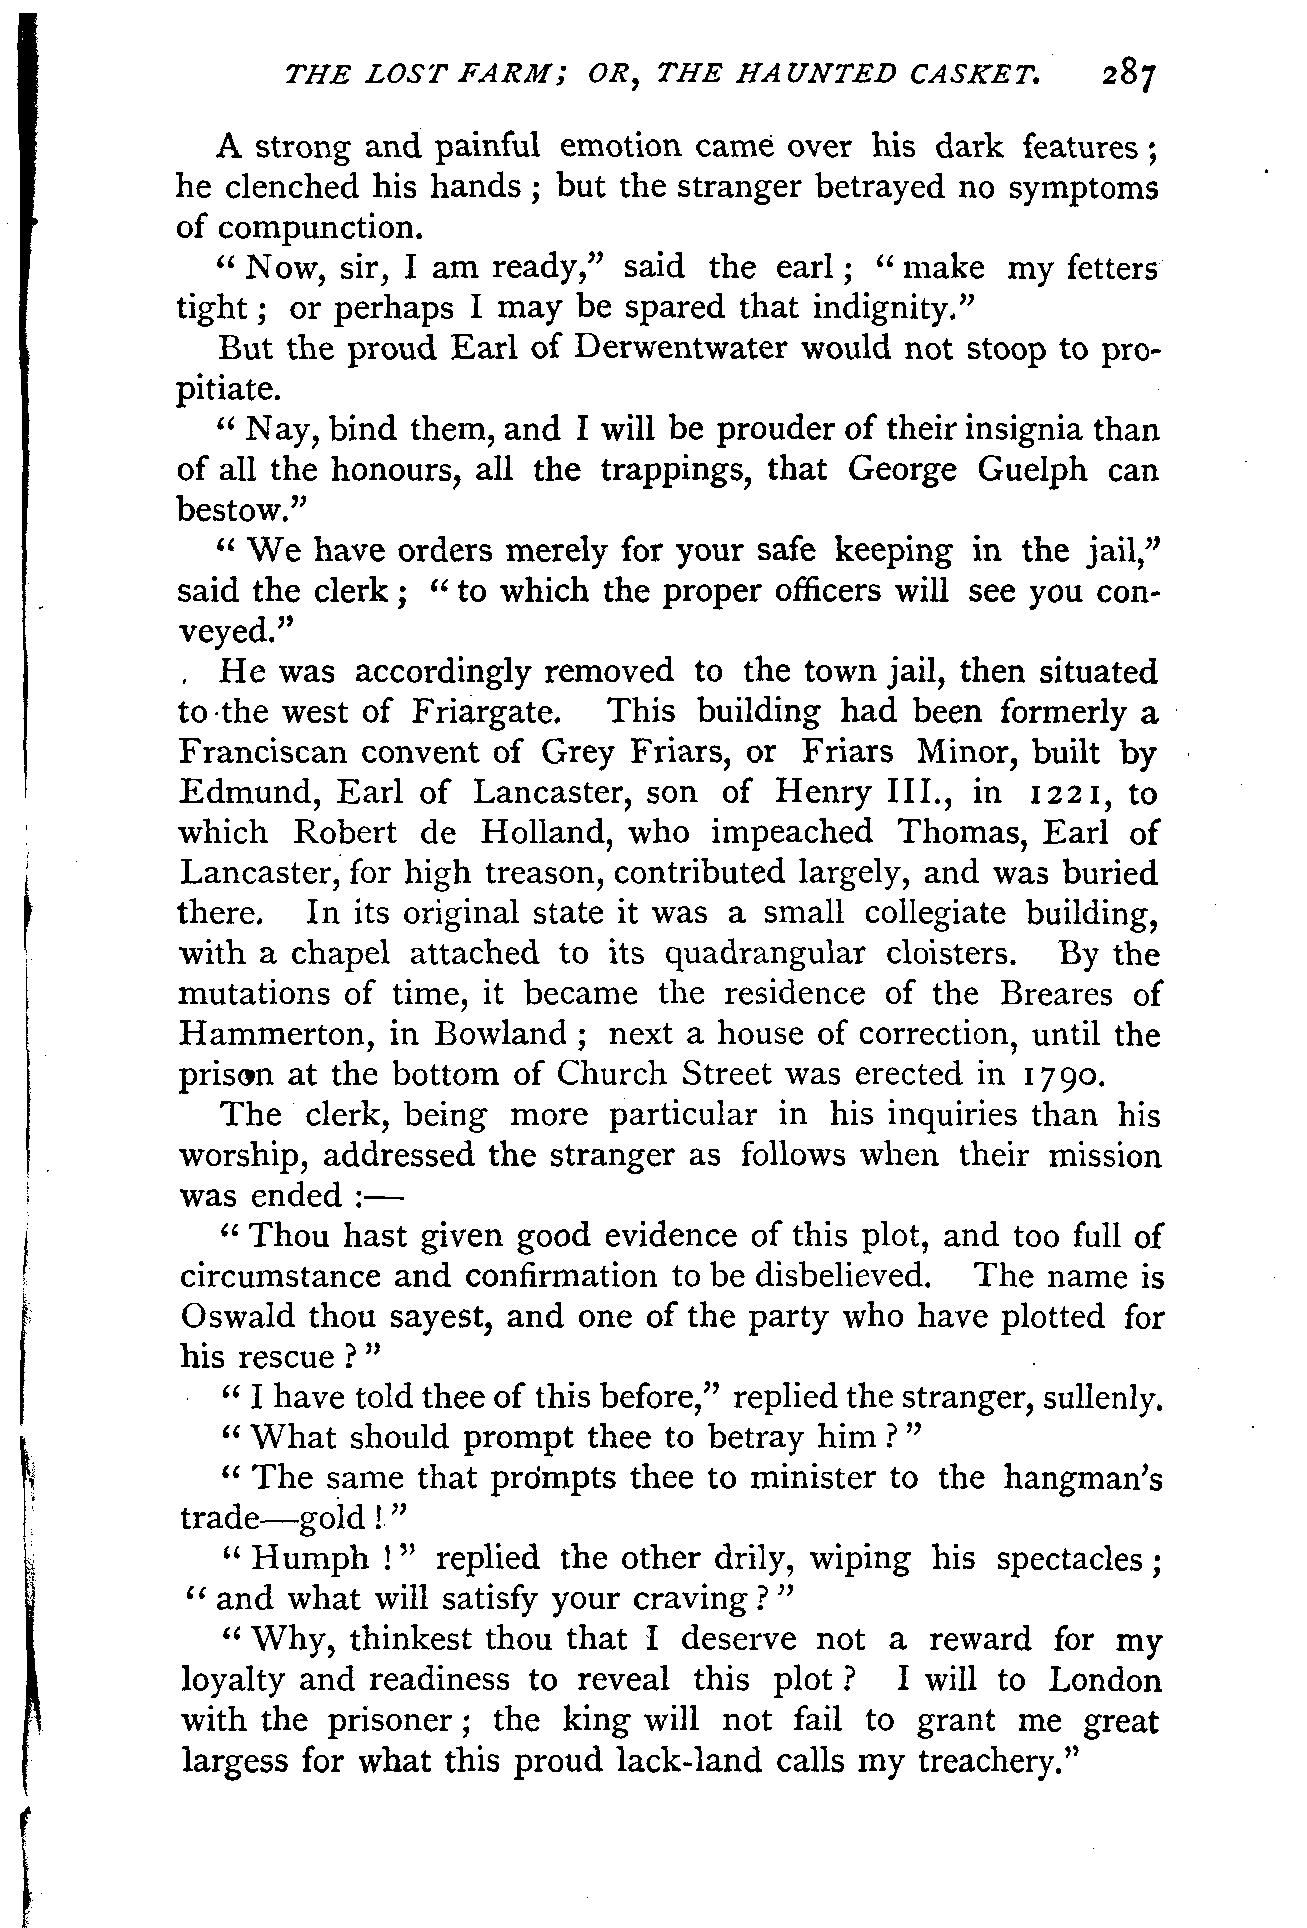 THE LOST FARM; OR, THE HAUNTED CASKET. 287
A strong and painful emotion came over his dark features ;
he clenched his hands ; but the stranger betrayed no symptoms
of compunction.
“ Now, sir, I am ready,” said the earl ; “ make my fetters
tight ; or perhaps I may be spared that indignity.”
But the proud Earl of Derwentwater would not stoop to pro-
pitiate.
“ Nay, bind them, and I will be prouder of their insignia than
of all the honours, all the trappings, that George Guelph can
bestow.”
“ We have orders merely for your safe keeping in the jail,”
said the clerk ; “ to which the proper officers will see you con-
veyed.”
He was accordingly removed to the town jail, then situated
to the west of Friargate. This building had been formerly a
Franciscan convent of Grey Friars, or Friars Minor, built by
Edmund, Earl of Lancaster, son of Henry III., in 1221, to
which Robert de Holland, who impeached Thomas, Earl of
Lancaster, for high treason, contributed largely, and was buried
there. In its original state it was a small collegiate building,
with a chapel attached to its quadrangular cloisters. By the
mutations of time, it became the residence of the Breares of
Hammerton, in Bowland ; next a house of correction, until the
prison at the bottom of Church Street was erected in 1790.
The clerk, being more particular in his inquiries than his
worship, addressed the stranger as follows when their mission
was ended :—
“ Thou hast given good evidence of this plot, and too full of
circumstance and confirmation to be disbelieved. The name is
Oswald thou sayest, and one of the party who have plotted for
his rescue ? ”
“ I have told thee of this before,” replied the stranger, sullenly.
“ What should prompt thee to betray him ? ”
“ The same that prompts thee to minister to the hangman’s
trade—gold ! ”
“ Humph ! ” replied the other drily, wiping his spectacles ;
“ and what will satisfy your craving ? ”
“ Why, thinkest thou that I deserve not a reward for my
loyalty and readiness to reveal this plot ? I will to London
with the prisoner ; the king will not fail to grant me great
largess for what this proud lack-land calls my treachery.”